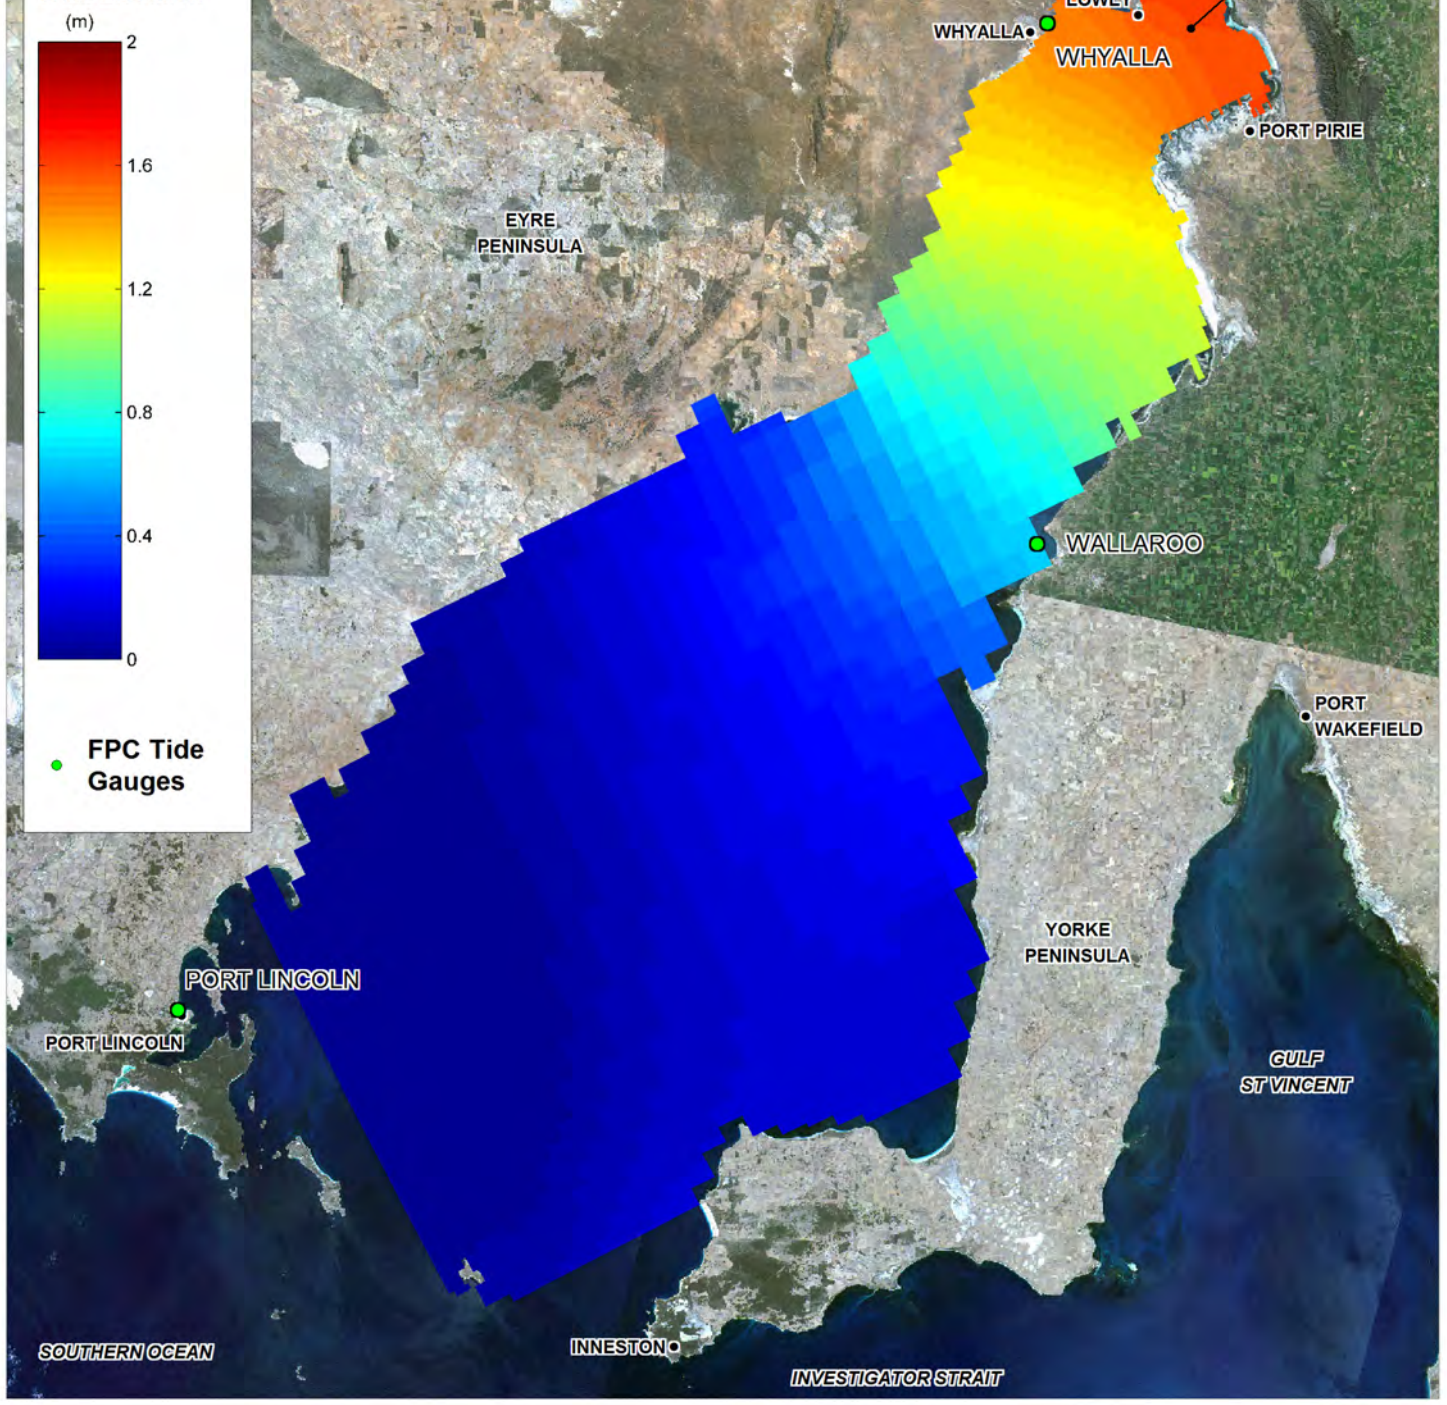 (m)
2
1.6
1.2
0.8
0.4
0
FPC Tide
Gauges
LOWLY
WHYALLA
WHYALLA
PORT PIRIE
EYRE
PENINSULA
WALLAROO
PORT
WAKEFIELD
YORKE
PENINSULA
PORT LINCOLN
PORT LINCOLN
GULF
ST VINCENT
INNESTON
SOUTHERN OCEAN
INVESTIGATOR STRAIT